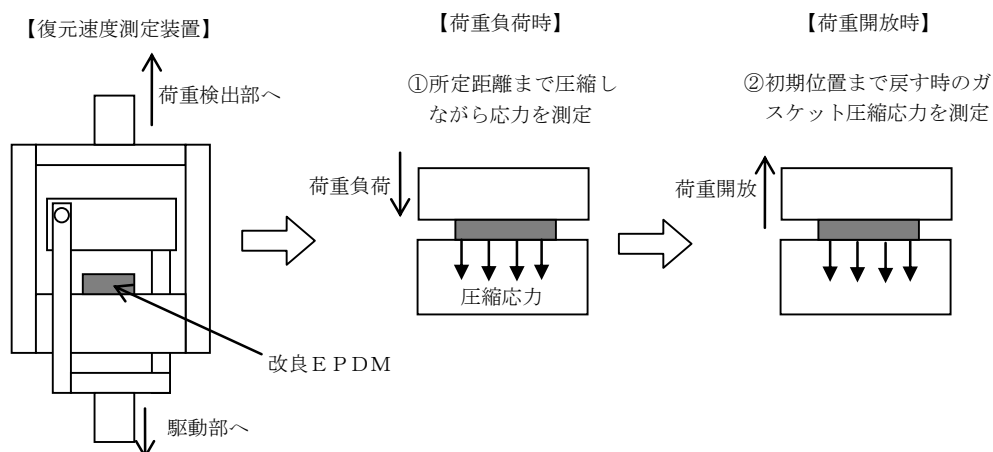 【復元速度測定装置】
荷重検出部へ
改良ＥＰＤＭ
駆動部へ
【荷重負荷時】
①所定距離まで圧縮し
ながら応力を測定
荷重負荷
圧縮応力
【荷重開放時】
②初期位置まで戻す時のガ
スケット圧縮応力を測定
荷重開放